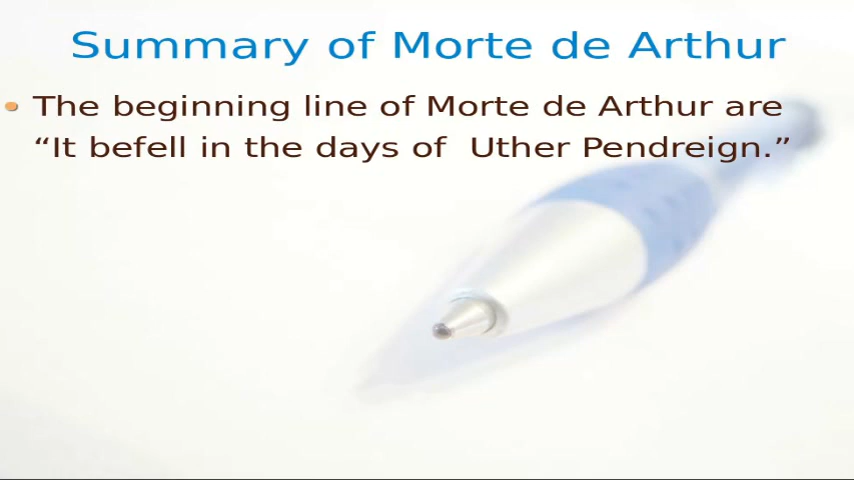 Summary of Morte de Arthur
• The beginning line of Morte de Arthur are
“It befell in the days of  Uther Pendreign.”